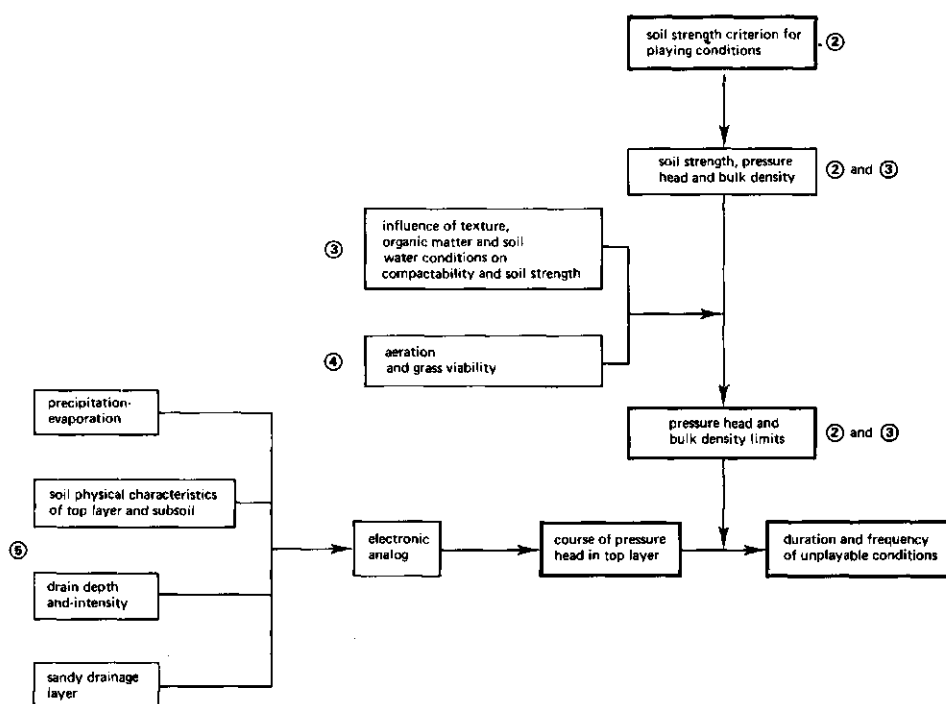 soil strength criterion for
playing conditions
②
soil strength, pressure
head and bulk density
② and ③
③
influence of texture,
organic matter and soil
water conditions on
compactability and soil strength
④
aeration
and grass viability
precipitation-
evaporation
pressure head and
bulk density limits
② and ③
soil physical characteristics
of top layer and subsoil
⑤
electronic
analog
course of pressure
head in top layer
duration and frequency
of unplayable conditions
drain depth
and-intensity
sandy drainage
layer